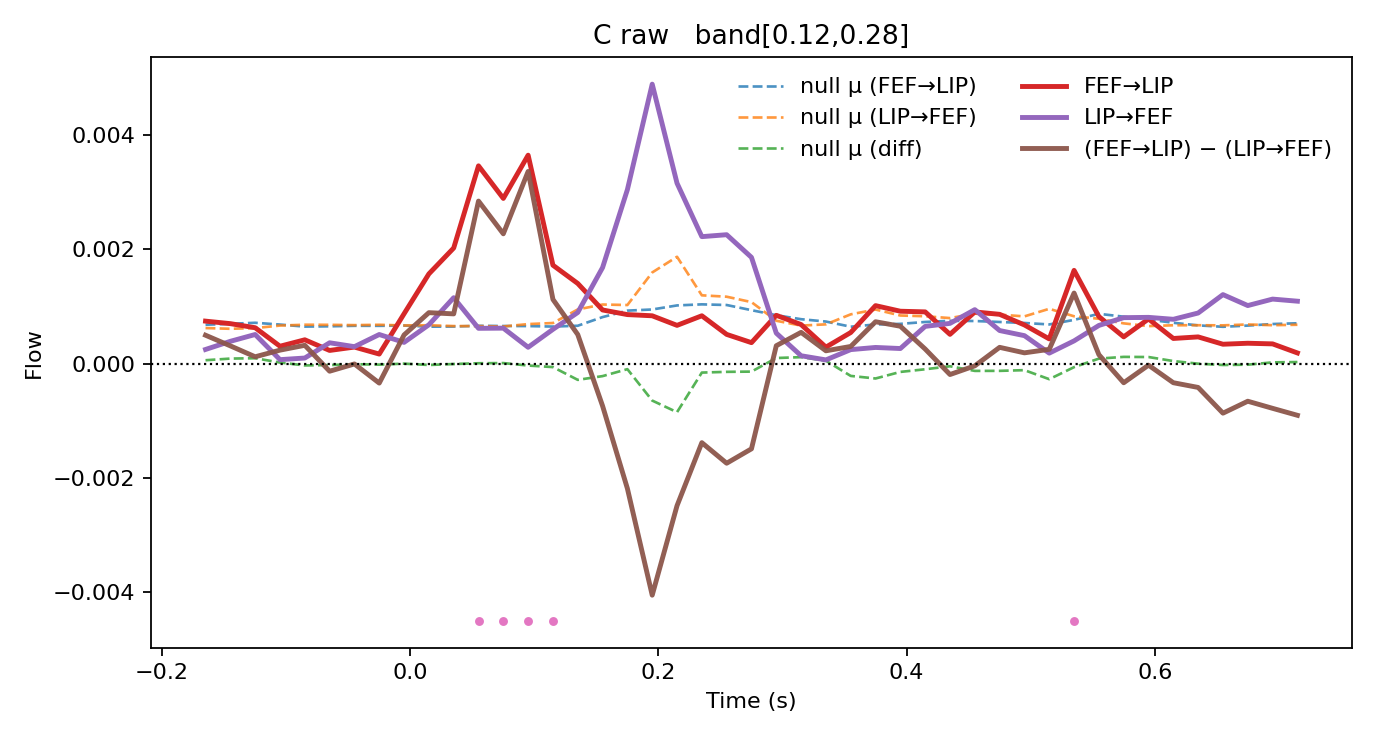 C raw   band[0.12,0.28]
null μ (FEF→LIP)
null μ (LIP→FEF)
null μ (diff)
FEF→LIP
LIP→FEF
(FEF→LIP) − (LIP→FEF)
Flow
0.004
0.002
0.000
−0.002
−0.004
−0.2
0.0
0.2
0.4
0.6
Time (s)